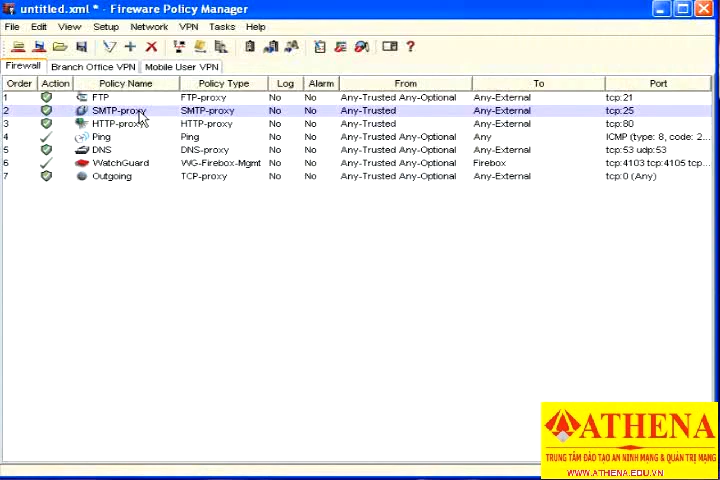 untitled.xml * - Fireware Policy Manager
File Edit View Setup Network VPN Tasks Help
Firewall Branch Office VPN Mobile User VPN
Order Action Policy Name Policy Type Log Alarm From To Port
1 FTP FTP-proxy No No Any-Trusted Any-Optional Any-External tcp:21
2 SMTP-proxy SMTP-proxy No No Any-Trusted Any-External tcp:25
3 HTTP-proxy HTTP-proxy No No Any-Trusted Any-Optional Any-External tcp:80
4 Ping Ping No No Any-Trusted Any-Optional Any ICMP (type: 8, code: 2...
5 DNS DNS-proxy No No Any-Trusted Any-Optional Any-External tcp:53 udp:53
6 WatchGuard WG-Firebox-Mgmt No No Any-Trusted Any-Optional Firebox tcp:4103 tcp:4105 tcp...
7 Outgoing TCP-proxy No No Any-Trusted Any-Optional Any-External tcp:0 (Any)
ATHENA
TRUNG TÂM ĐÀO TẠO AN NINH MẠNG & QUẢN TRỊ MẠNG
WWW.ATHENA.EDU.VN